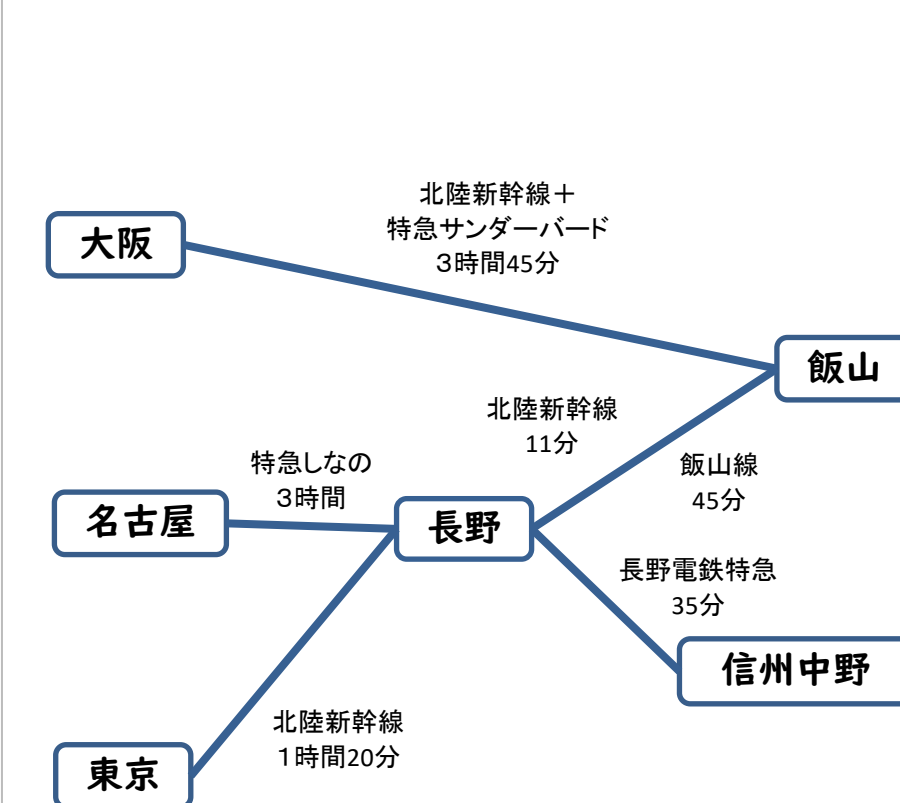 北陸新幹線＋
特急サンダーバード
３時間45分
大阪
飯山
北陸新幹線
11分
飯山線
45分
特急しなの
３時間
名古屋
長野
長野電鉄特急
35分
信州中野
北陸新幹線
１時間20分
東京